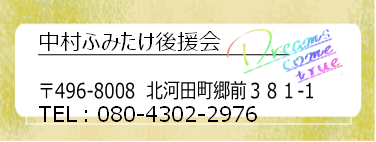 中村ふみたけ後援会
Dreams
come
true
〒496-8008 北河田町郷前３８１-1
TEL : 080-4302-2976